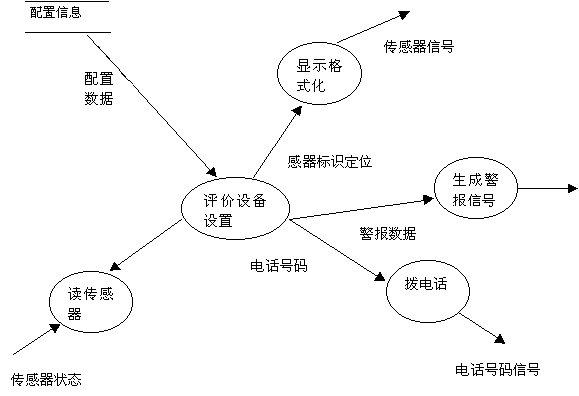 配置信息
传感器信号
显示格
式化
配置
数据
感器标识定位
生成警
报信号
评价设备
设置
警报数据
电话号码
拨电话
读传感
器
电话号码信号
传感器状态